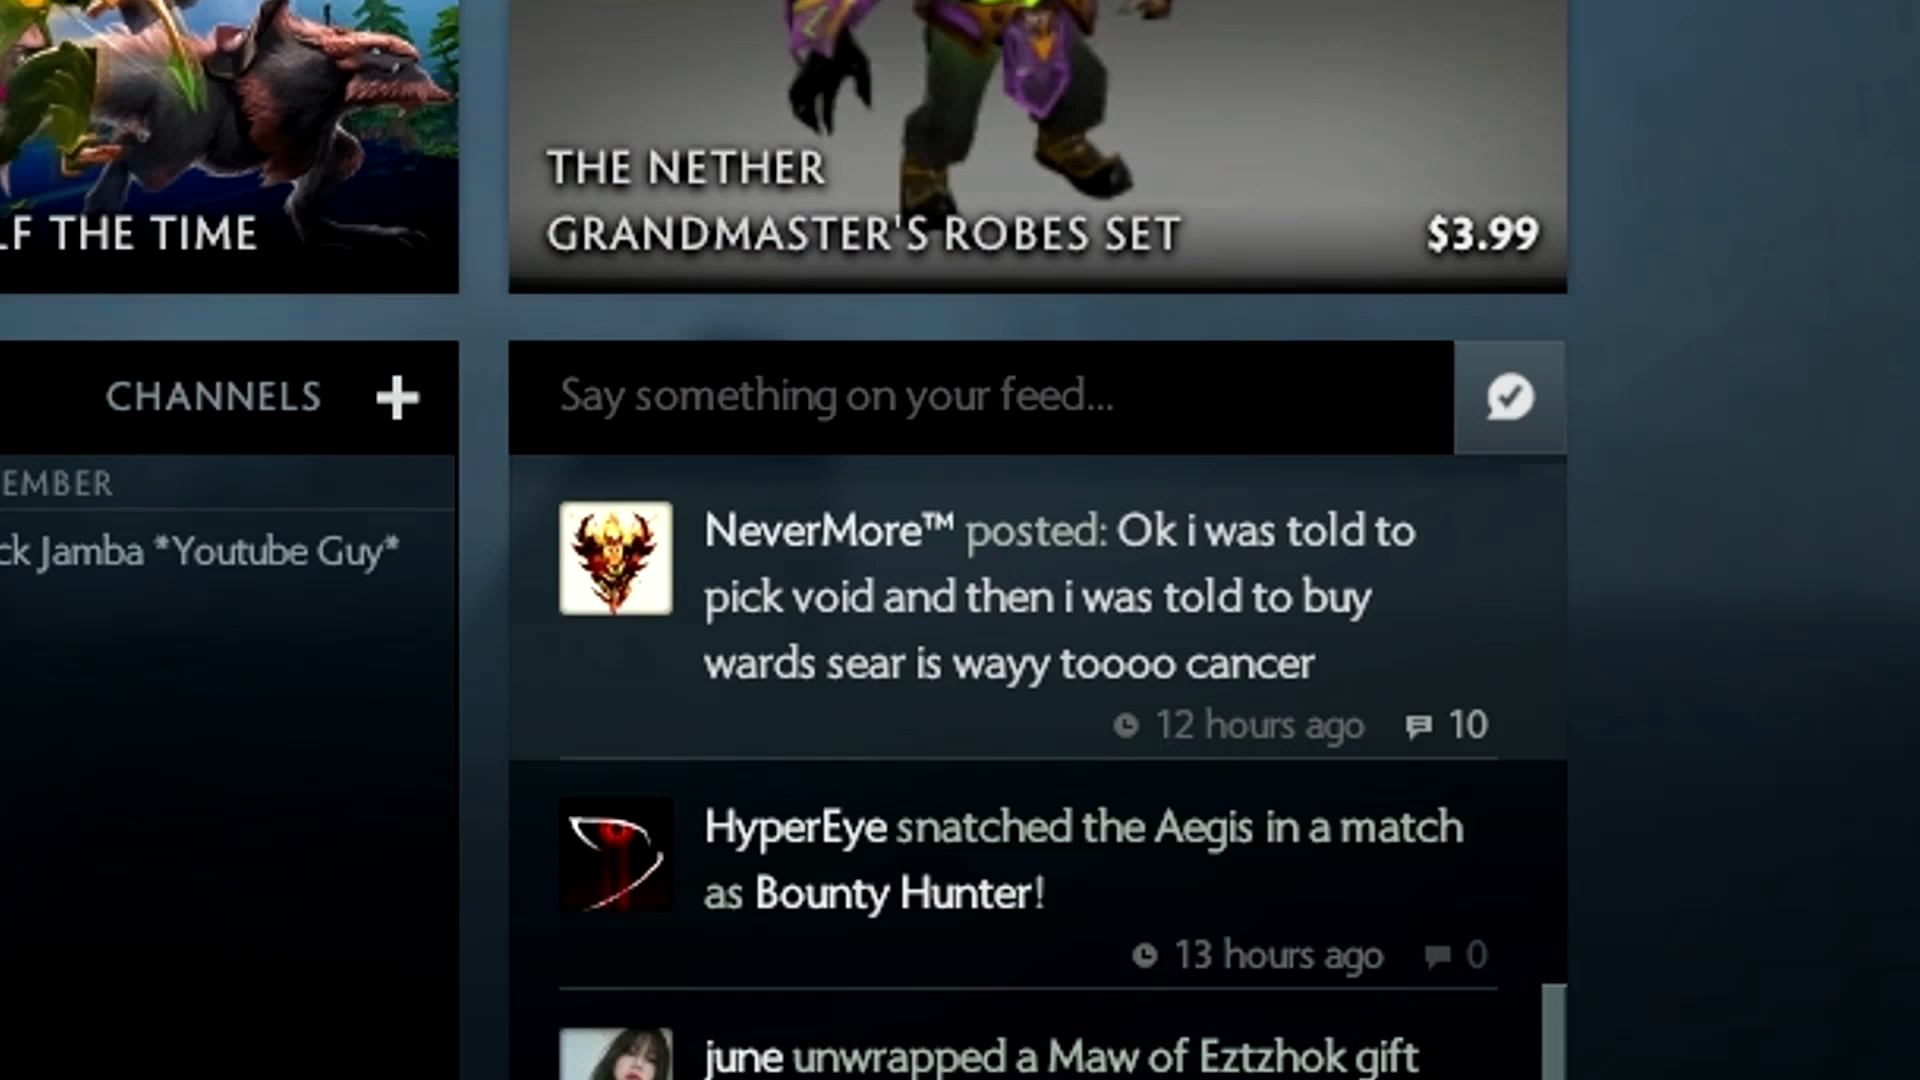 LF THE TIME
THE NETHER
GRANDMASTER'S ROBES SET
$3.99
CHANNELS
EMBER
ck Jamba *Youtube Guy*
Say something on your feed...
NeverMore™ posted: Ok i was told to
pick void and then i was told to buy
wards sear is wayy toooo cancer
12 hours ago 10
HyperEye snatched the Aegis in a match
as Bounty Hunter!
13 hours ago 0
june unwrapped a Maw of Eztzhok gift